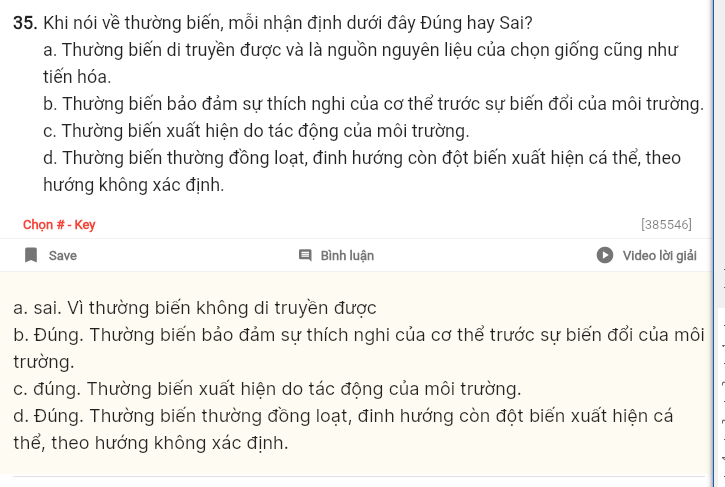 35. Khi nói về thường biến, mỗi nhận định dưới đây Đúng hay Sai?
a. Thường biến di truyền được và là nguồn nguyên liệu của chọn giống cũng như
tiến hóa.
b. Thường biến bảo đảm sự thích nghi của cơ thể trước sự biến đổi của môi trường.
c. Thường biến xuất hiện do tác động của môi trường.
d. Thường biến thường đồng loạt, đinh hướng còn đột biến xuất hiện cá thể, theo
hướng không xác định.
Chọn # - Key [385546]
Save Bình luận Video lời giải
a. sai. Vì thường biến không di truyền được
b. Đúng. Thường biến bảo đảm sự thích nghi của cơ thể trước sự biến đổi của môi
trường.
c. đúng. Thường biến xuất hiện do tác động của môi trường.
d. Đúng. Thường biến thường đồng loạt, đinh hướng còn đột biến xuất hiện cá
thể, theo hướng không xác định.